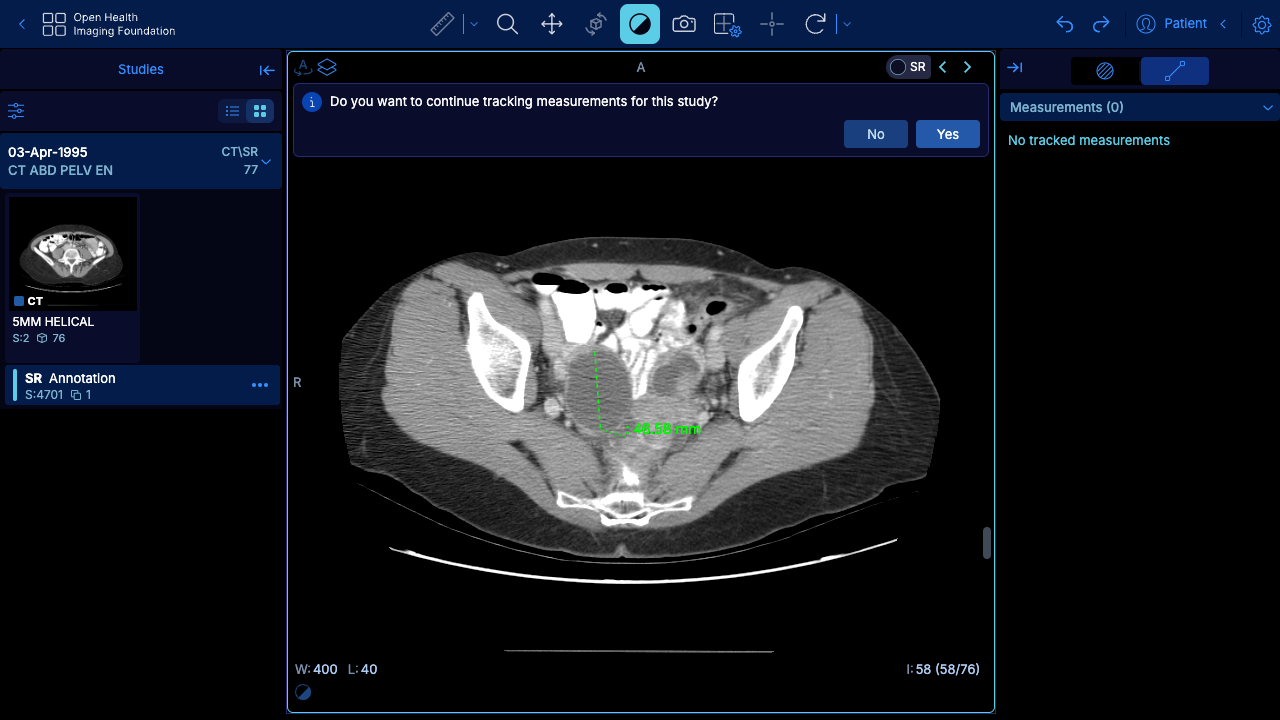 Open Health
Imaging Foundation
Patient
Studies
03-Apr-1995
CT\SR
CT ABD PELV EN
77
CT
5MM HELICAL
S:2 76
SR Annotation
S:4701 1
A
SR
Do you want to continue tracking measurements for this study?
No
Yes
R
46.58 mm
W: 400 L: 40
I: 58 (58/76)
Measurements (0)
No tracked measurements